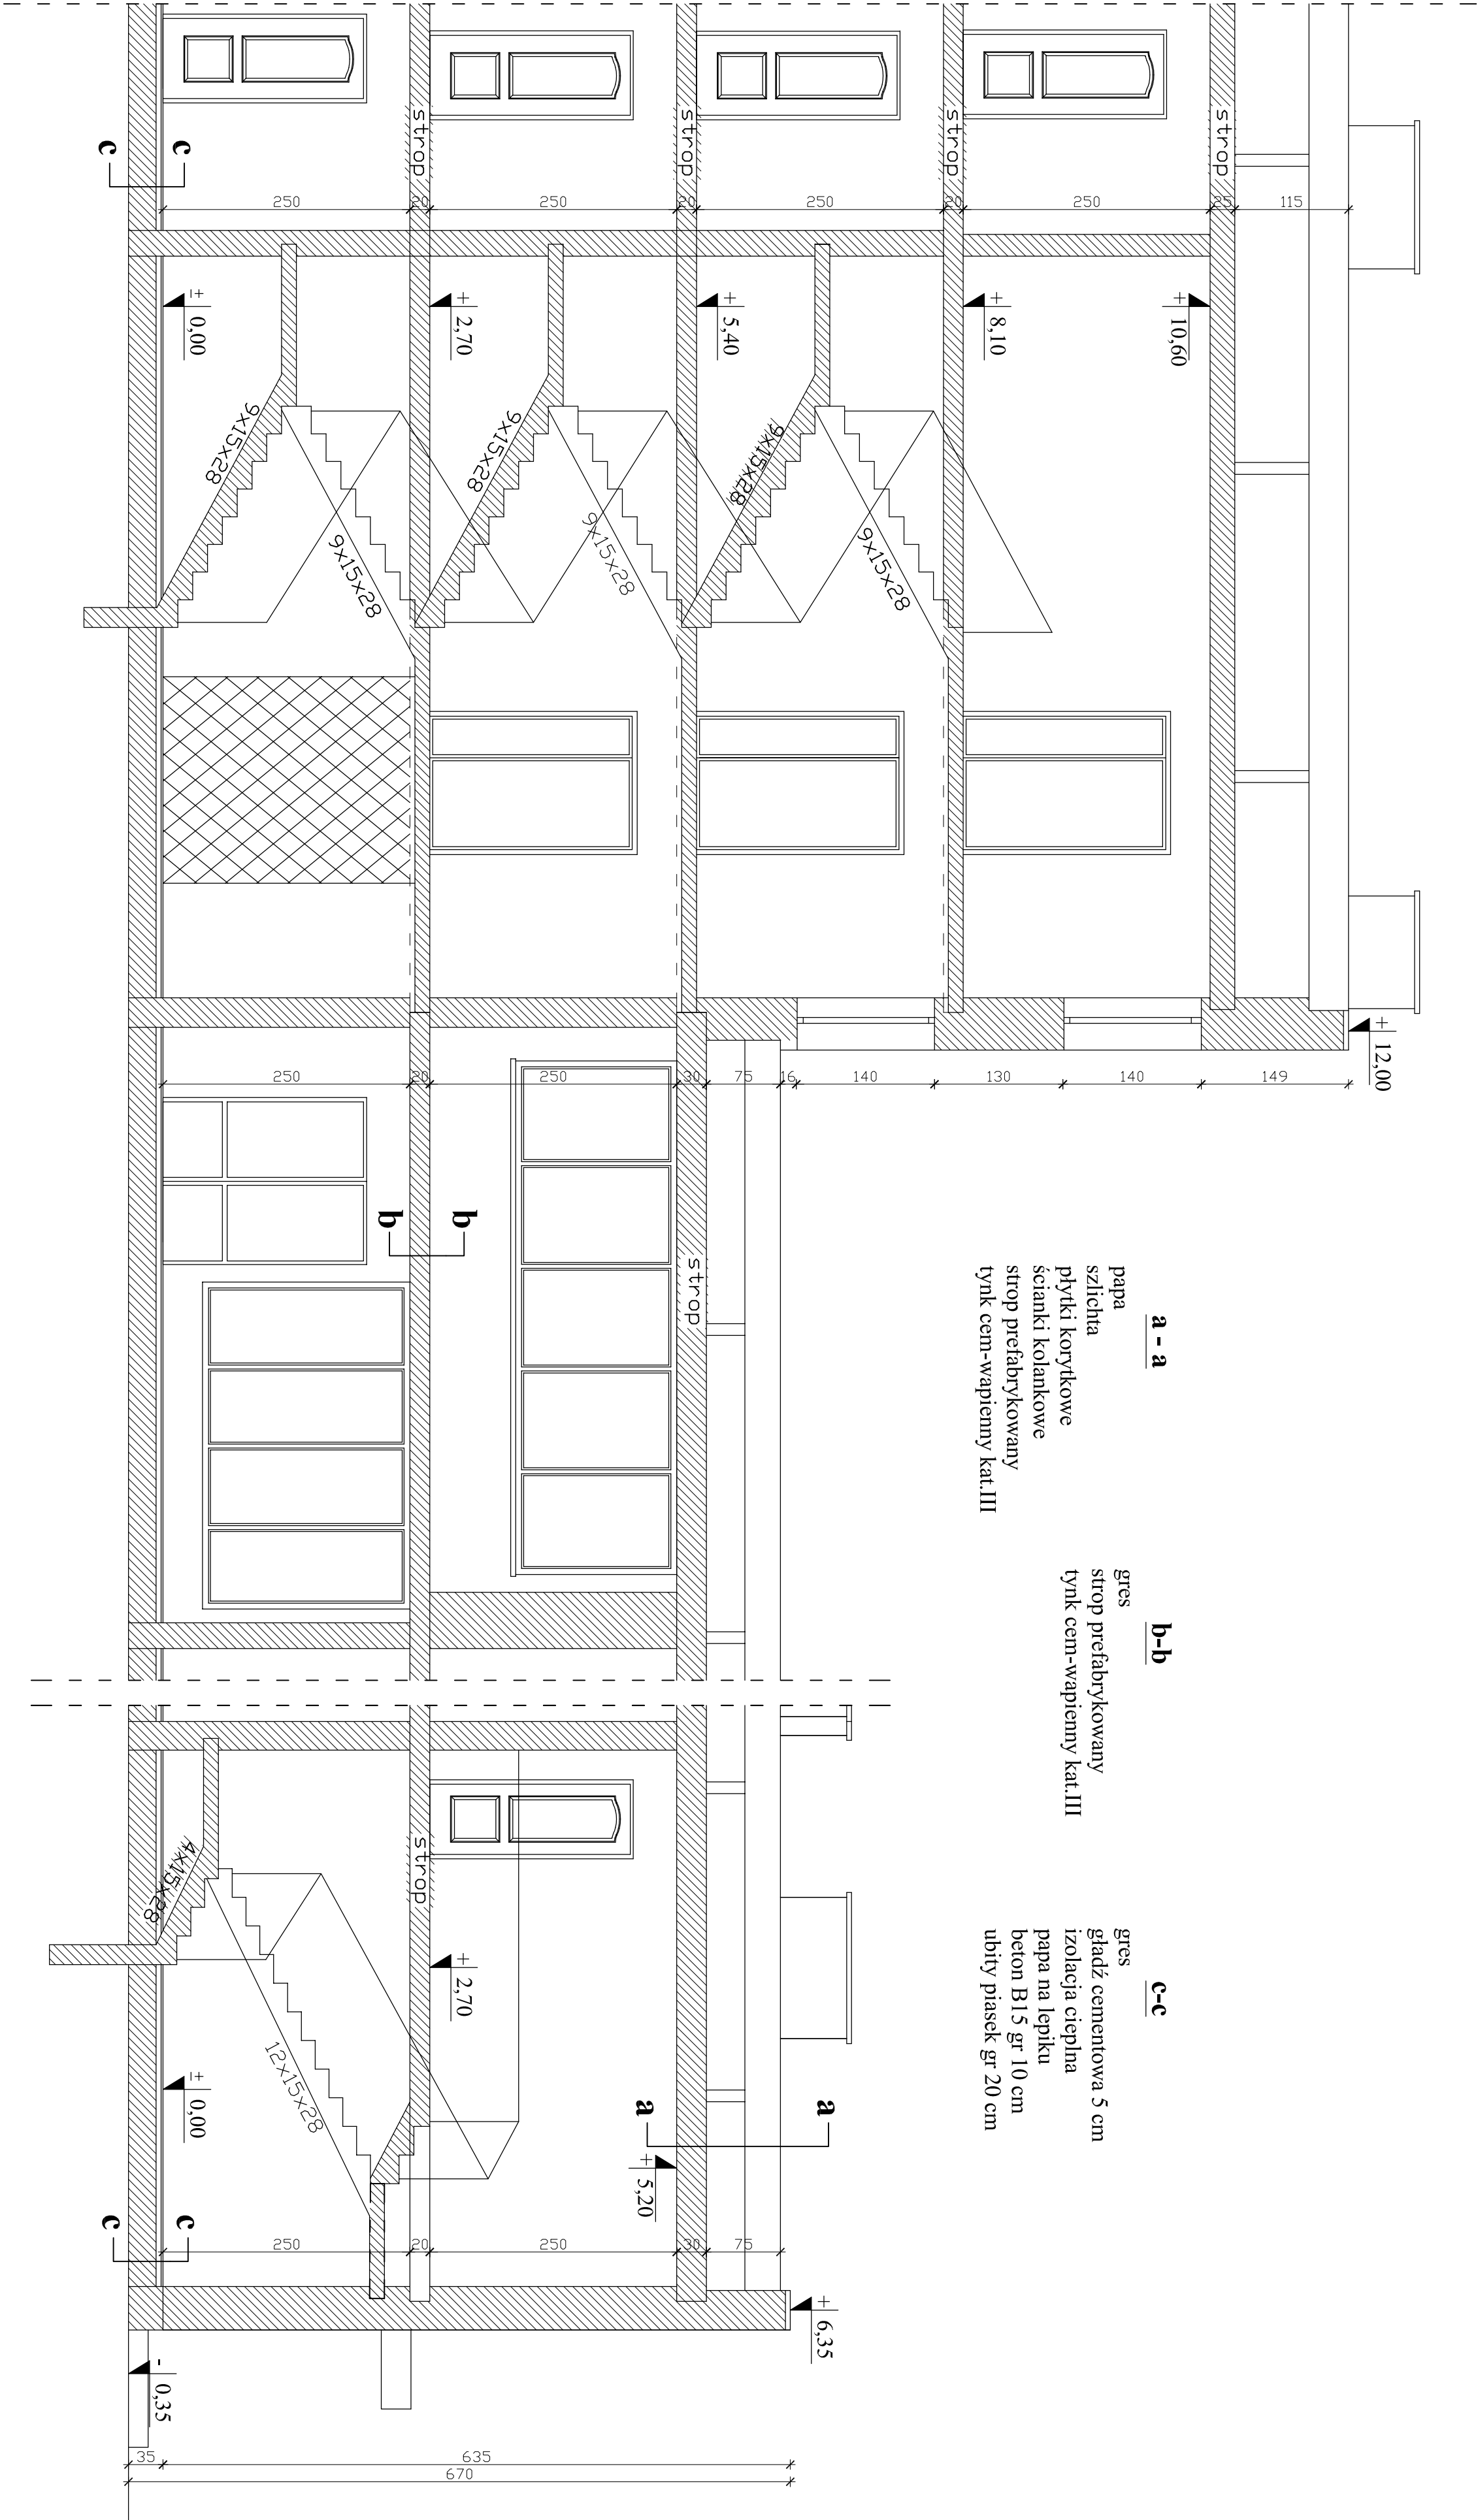 a - a
papa
szlichta
płytki korytkowe
ścianki kolankowe
strop prefabrykowany
tynk cem-wapienny kat.III
b-b
gres
strop prefabrykowany
tynk cem-wapienny kat.III
c-c
gres
gładź cementowa 5 cm
izolacja cieplna
papa na lepiku
beton B15 gr 10 cm
ubity piasek gr 20 cm
+ 12,00
115
25
250
20
250
20
250
20
250
strop
strop
strop
strop
+ 10,60
+ 8,10
+ 5,40
+ 2,70
± 0,00
9x15x28
9x15x28
9x15x28
9x15x28
9x15x28
9x15x28
c
c
149
140
130
140
16
75
30
250
20
250
strop
b
b
strop
4x15x28
12x15x28
+ 2,70
± 0,00
a
a
+ 5,20
c
c
75
30
250
20
250
+ 6,35
- 0,35
35
635
670